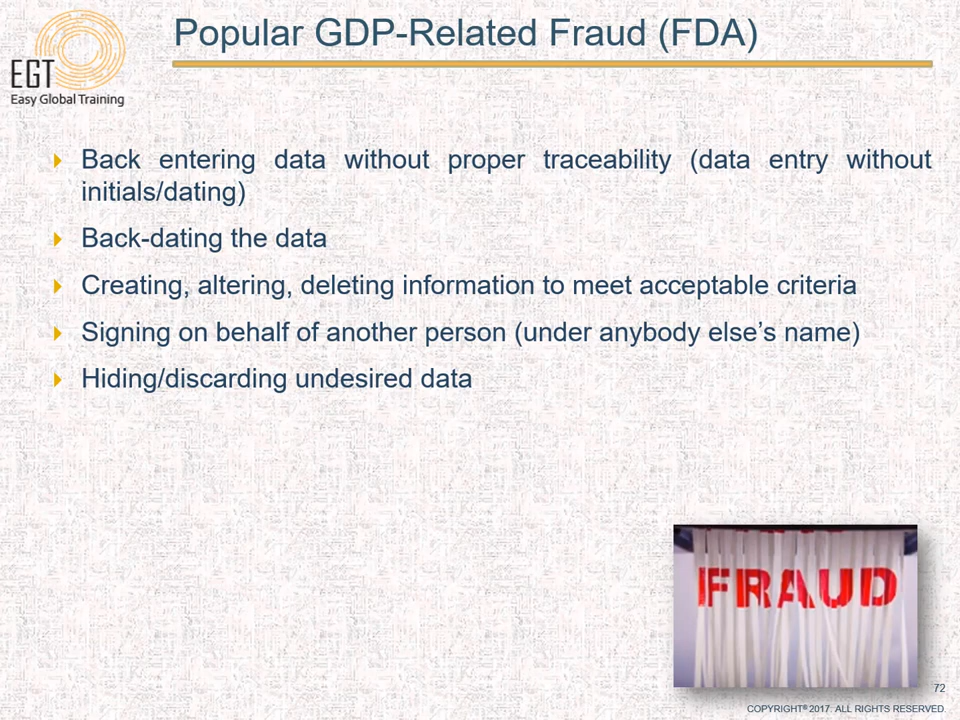 Popular GDP-Related Fraud (FDA)
EGT
Easy Global Training
Back entering data without proper traceability (data entry without
initials/dating)
Back-dating the data
Creating, altering, deleting information to meet acceptable criteria
Signing on behalf of another person (under anybody else’s name)
Hiding/discarding undesired data
FRAUD
72
COPYRIGHT® 2017. ALL RIGHTS RESERVED.